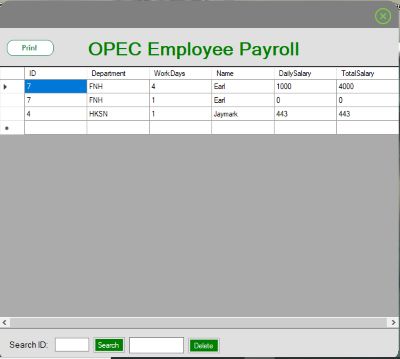 Print
OPEC Employee Payroll
ID Department WorkDays Name DailySalary TotalSalary
7 FNH 4 Earl 1000 4000
7 FNH 1 Earl 0 0
4 HKSN 1 Jaymark 443 443
Search ID: Search Delete